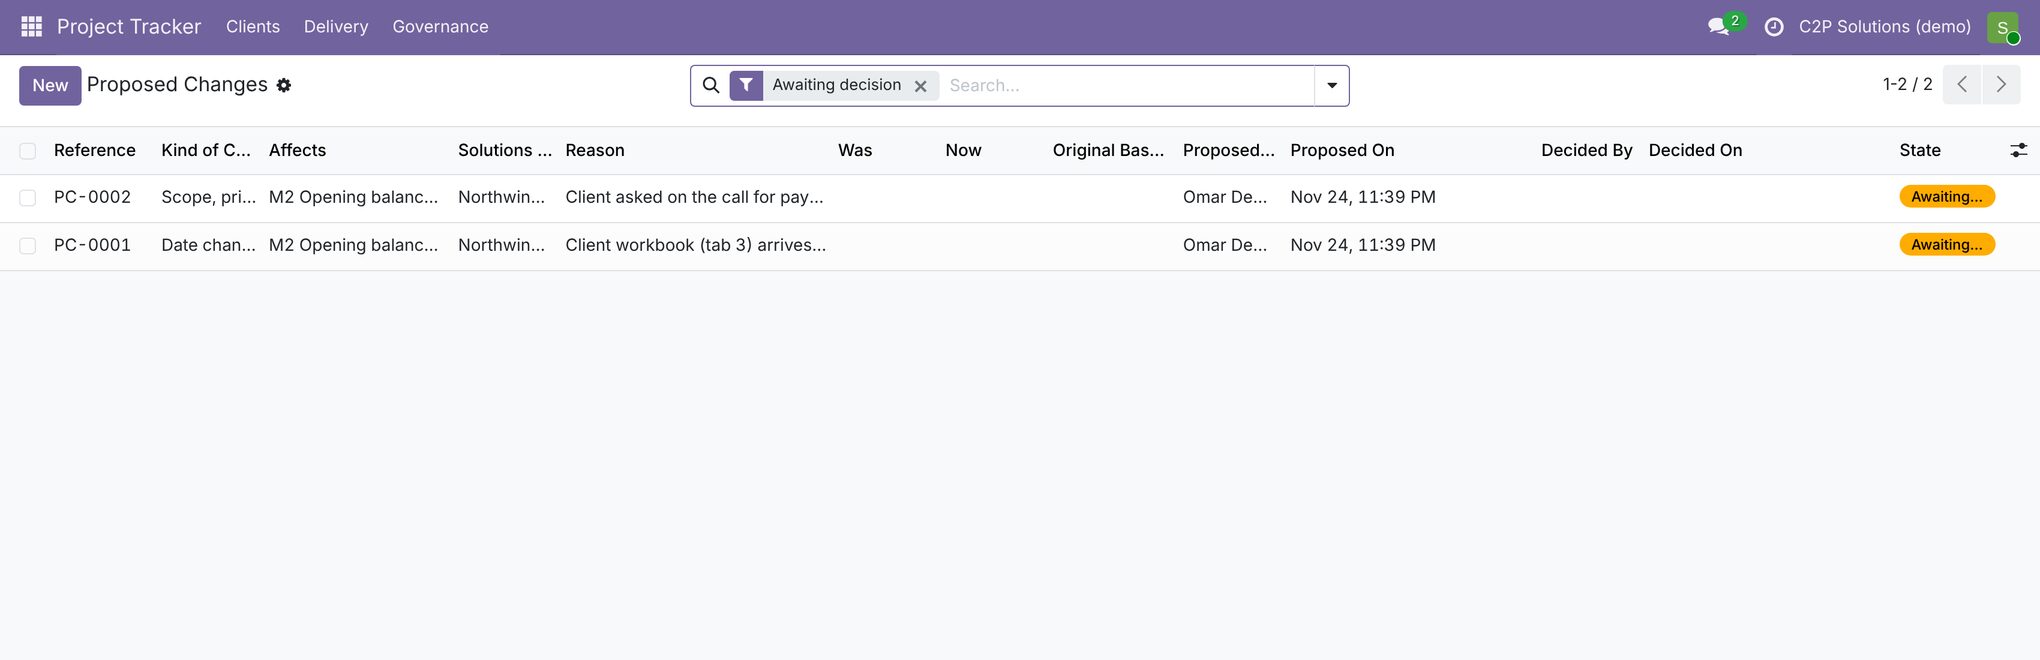 Project Tracker Clients Delivery Governance 2 C2P Solutions (demo) S
New Proposed Changes Awaiting decision Search... 1-2 / 2
Reference Kind of C... Affects Solutions ... Reason Was Now Original Bas... Proposed... Proposed On Decided By Decided On State
PC-0002 Scope, pri... M2 Opening balanc... Northwin... Client asked on the call for pay... Omar De... Nov 24, 11:39 PM Awaiting...
PC-0001 Date chan... M2 Opening balanc... Northwin... Client workbook (tab 3) arrives... Omar De... Nov 24, 11:39 PM Awaiting...